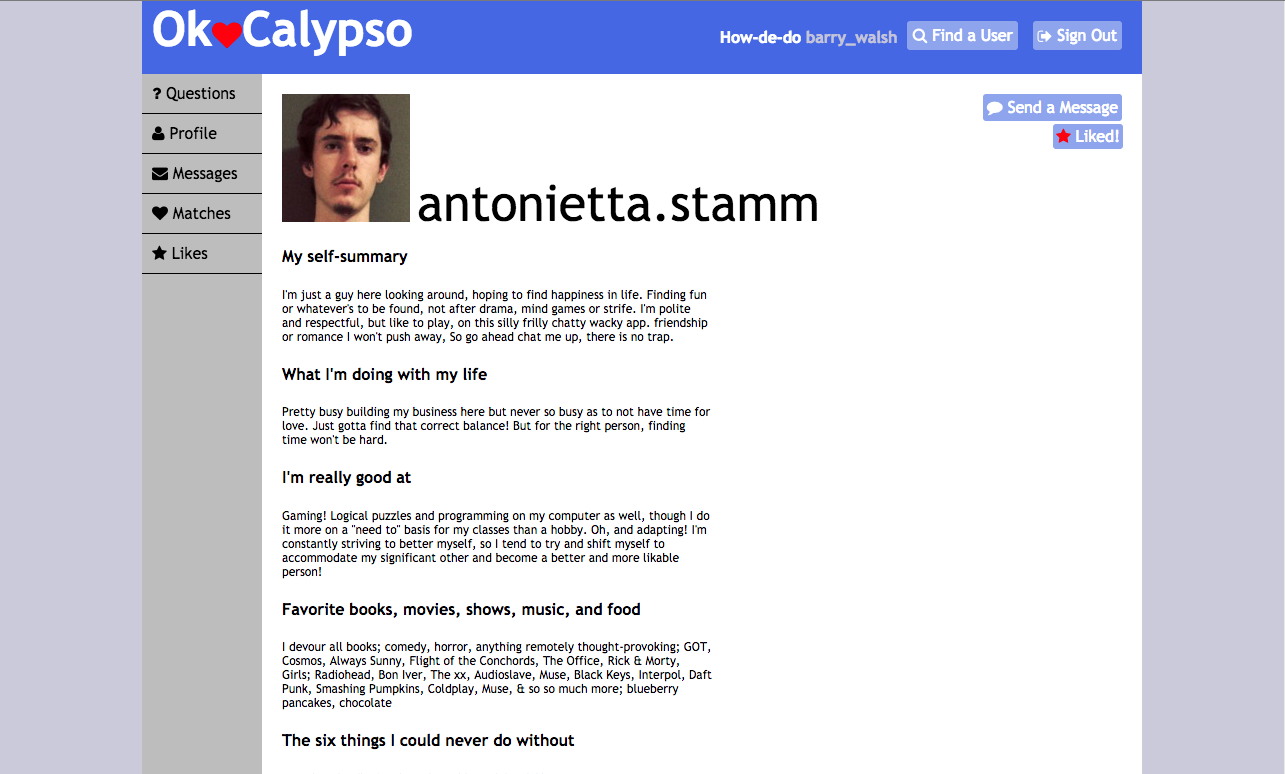 Ok Calypso
How-de-do barry_walsh Find a User Sign Out
? Questions
Profile
Messages
Matches
Likes
Send a Message
Liked!
antonietta.stamm
My self-summary
I'm just a guy here looking around, hoping to find happiness in life. Finding fun
or whatever's to be found, not after drama, mind games or strife. I'm polite
and respectful, but like to play, on this silly frilly chatty wacky app. friendship
or romance I won't push away, So go ahead chat me up, there is no trap.
What I'm doing with my life
Pretty busy building my business here but never so busy as to not have time for
love. Just gotta find that correct balance! But for the right person, finding
time won't be hard.
I'm really good at
Gaming! Logical puzzles and programming on my computer as well, though I do
it more on a "need to" basis for my classes than a hobby. Oh, and adapting! I'm
constantly striving to better myself, so I tend to try and shift myself to
accommodate my significant other and become a better and more likable
person!
Favorite books, movies, shows, music, and food
I devour all books; comedy, horror, anything remotely thought-provoking; GOT,
Cosmos, Always Sunny, Flight of the Conchords, The Office, Rick & Morty,
Girls; Radiohead, Bon Iver, The xx, Audioslave, Muse, Black Keys, Interpol, Daft
Punk, Smashing Pumpkins, Coldplay, Muse, & so so much more; blueberry
pancakes, chocolate
The six things I could never do without